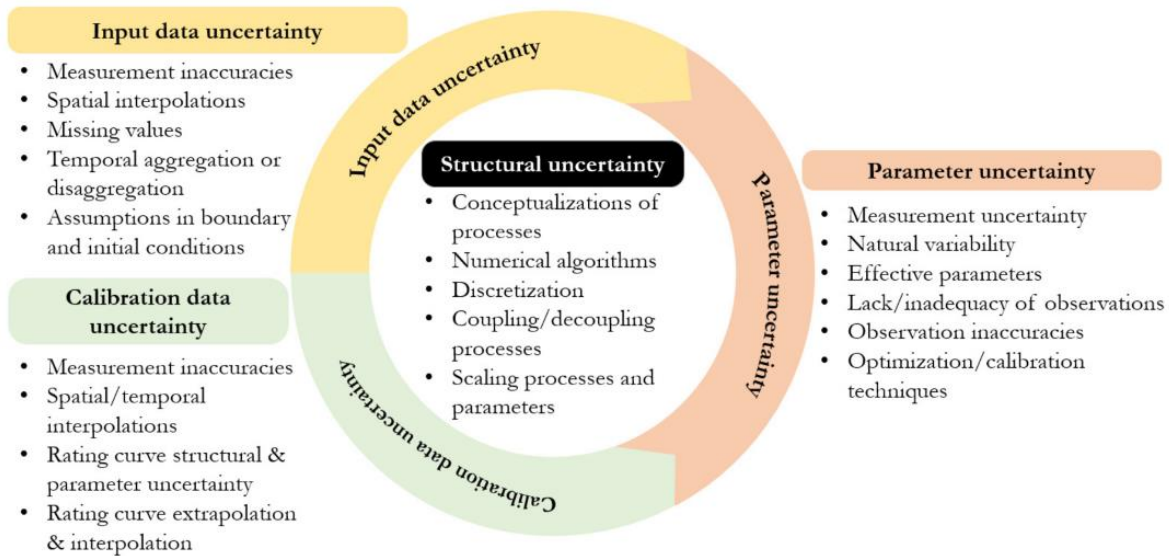 Input data uncertainty
• Measurement inaccuracies
• Spatial interpolations
• Missing values
• Temporal aggregation or
disaggregation
• Assumptions in boundary
and initial conditions
Calibration data
uncertainty
• Measurement inaccuracies
• Spatial/temporal
interpolations
• Rating curve structural &
parameter uncertainty
• Rating curve extrapolation
& interpolation
Input data uncertainty
Parameter uncertainty
Calibration data uncertainty
Structural uncertainty
• Conceptualizations of
processes
• Numerical algorithms
• Discretization
• Coupling/decoupling
processes
• Scaling processes and
parameters
Parameter uncertainty
• Measurement uncertainty
• Natural variability
• Effective parameters
• Lack/inadequacy of observations
• Observation inaccuracies
• Optimization/calibration
techniques